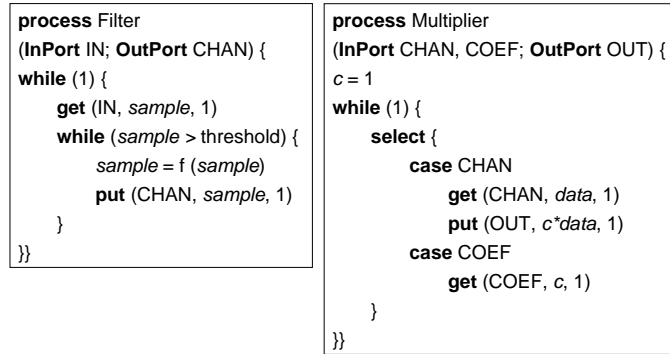 process Filter
(InPort IN; OutPort CHAN) {
while (1) {
get (IN, sample, 1)
while (sample > threshold) {
sample = f (sample)
put (CHAN, sample, 1)
}
}}
process Multiplier
(InPort CHAN, COEF; OutPort OUT) {
c = 1
while (1) {
select {
case CHAN
get (CHAN, data, 1)
put (OUT, c*data, 1)
case COEF
get (COEF, c, 1)
}
}}